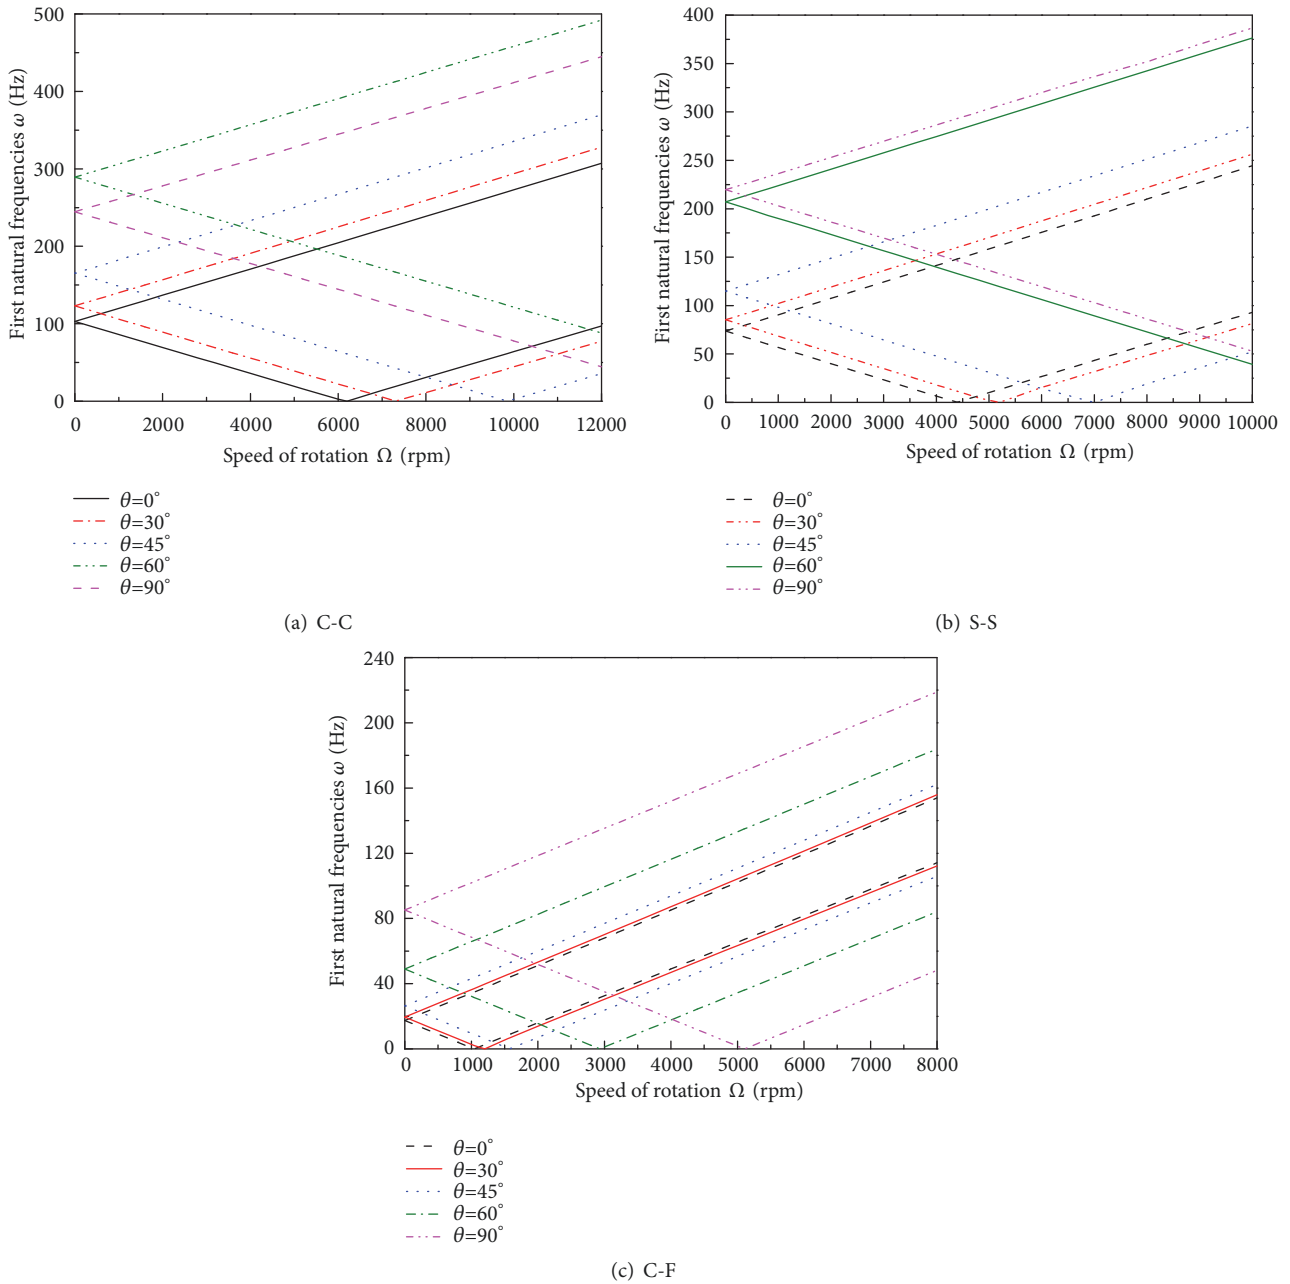 500
400
300
200
100
0
First natural frequencies ω (Hz)
0 2000 4000 6000 8000 10000 12000
Speed of rotation Ω (rpm)
θ=0°
θ=30°
θ=45°
θ=60°
θ=90°
(a) C-C
400
350
300
250
200
150
100
50
0
First natural frequencies ω (Hz)
0 1000 2000 3000 4000 5000 6000 7000 8000 9000 10000
Speed of rotation Ω (rpm)
θ=0°
θ=30°
θ=45°
θ=60°
θ=90°
(b) S-S
240
200
160
120
80
40
0
First natural frequencies ω (Hz)
0 1000 2000 3000 4000 5000 6000 7000 8000
Speed of rotation Ω (rpm)
θ=0°
θ=30°
θ=45°
θ=60°
θ=90°
(c) C-F